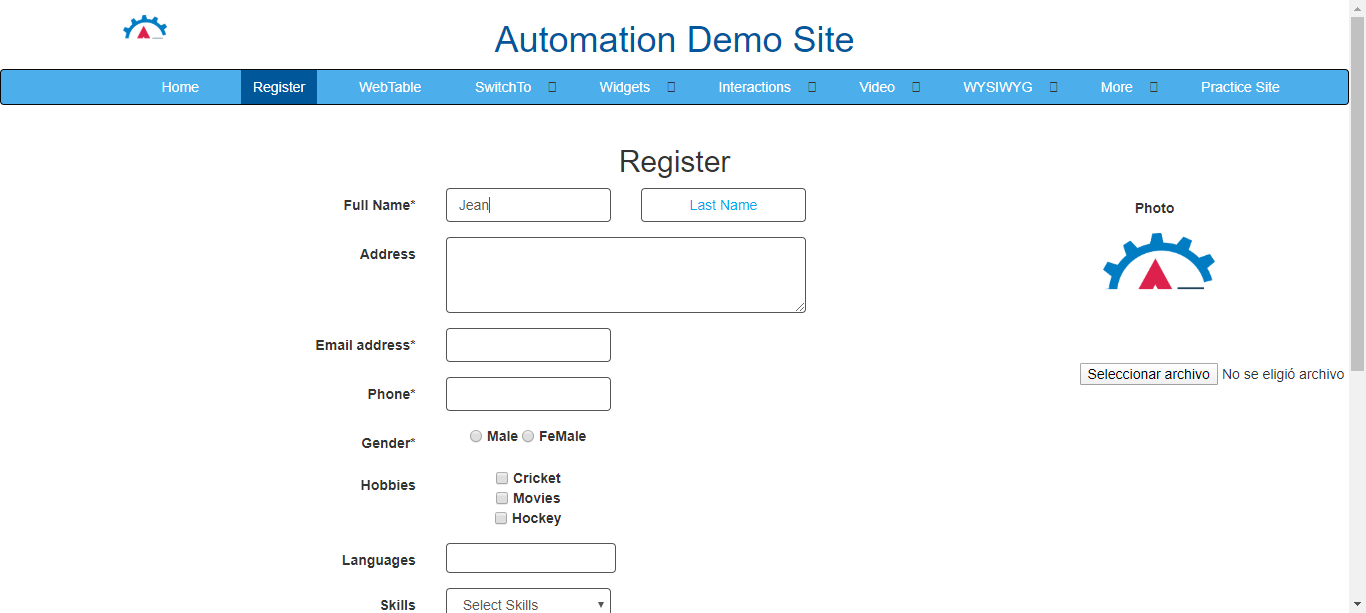 Automation Demo Site
Home Register WebTable SwitchTo Widgets Interactions Video WYSIWYG More Practice Site
Register
Full Name* Jean Last Name
Photo
Address
Email address*
Seleccionar archivo No se eligió archivo
Phone*
Gender* Male FeMale
Hobbies Cricket
Movies
Hockey
Languages
Skills Select Skills